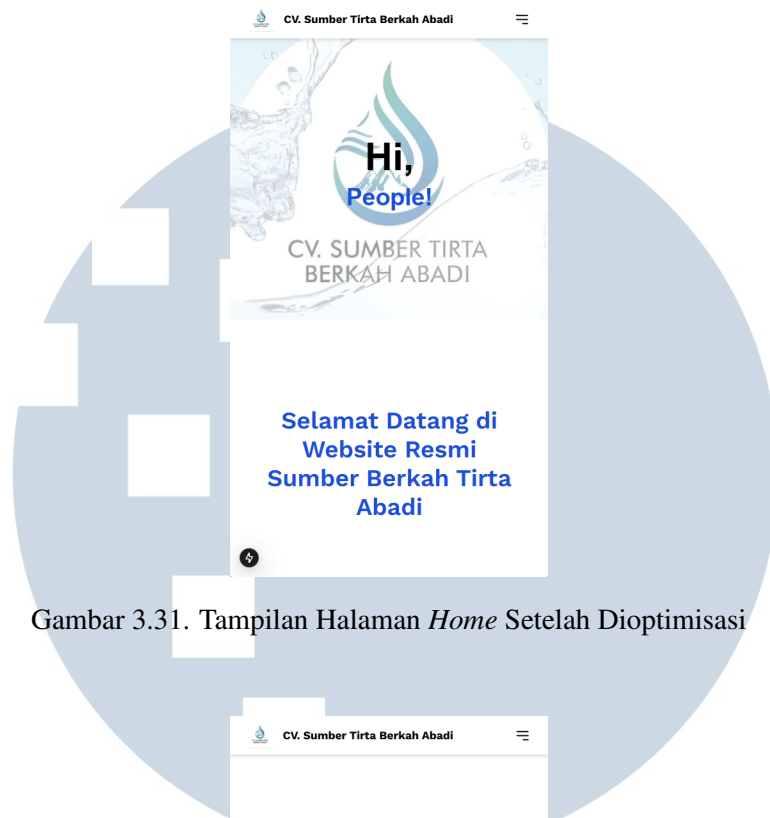 CV. Sumber Tirta Berkah Abadi
Hi,
People!
CV. SUMBER TIRTA
BERKAH ABADI
Selamat Datang di
Website Resmi
Sumber Berkah Tirta
Abadi
Gambar 3.31. Tampilan Halaman Home Setelah Dioptimisasi
CV. Sumber Tirta Berkah Abadi